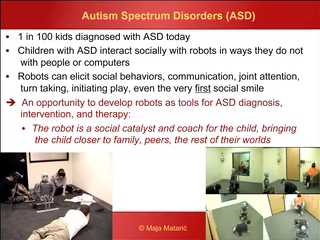 Autism Spectrum Disorders (ASD)
• 1 in 100 kids diagnosed with ASD today
• Children with ASD interact socially with robots in ways they do not
with people or computers
• Robots can elicit social behaviors, communication, joint attention,
turn taking, initiating play, even the very first social smile
➔ An opportunity to develop robots as tools for ASD diagnosis,
intervention, and therapy:
• The robot is a social catalyst and coach for the child, bringing
the child closer to family, peers, the rest of their worlds
© Maja Matarić